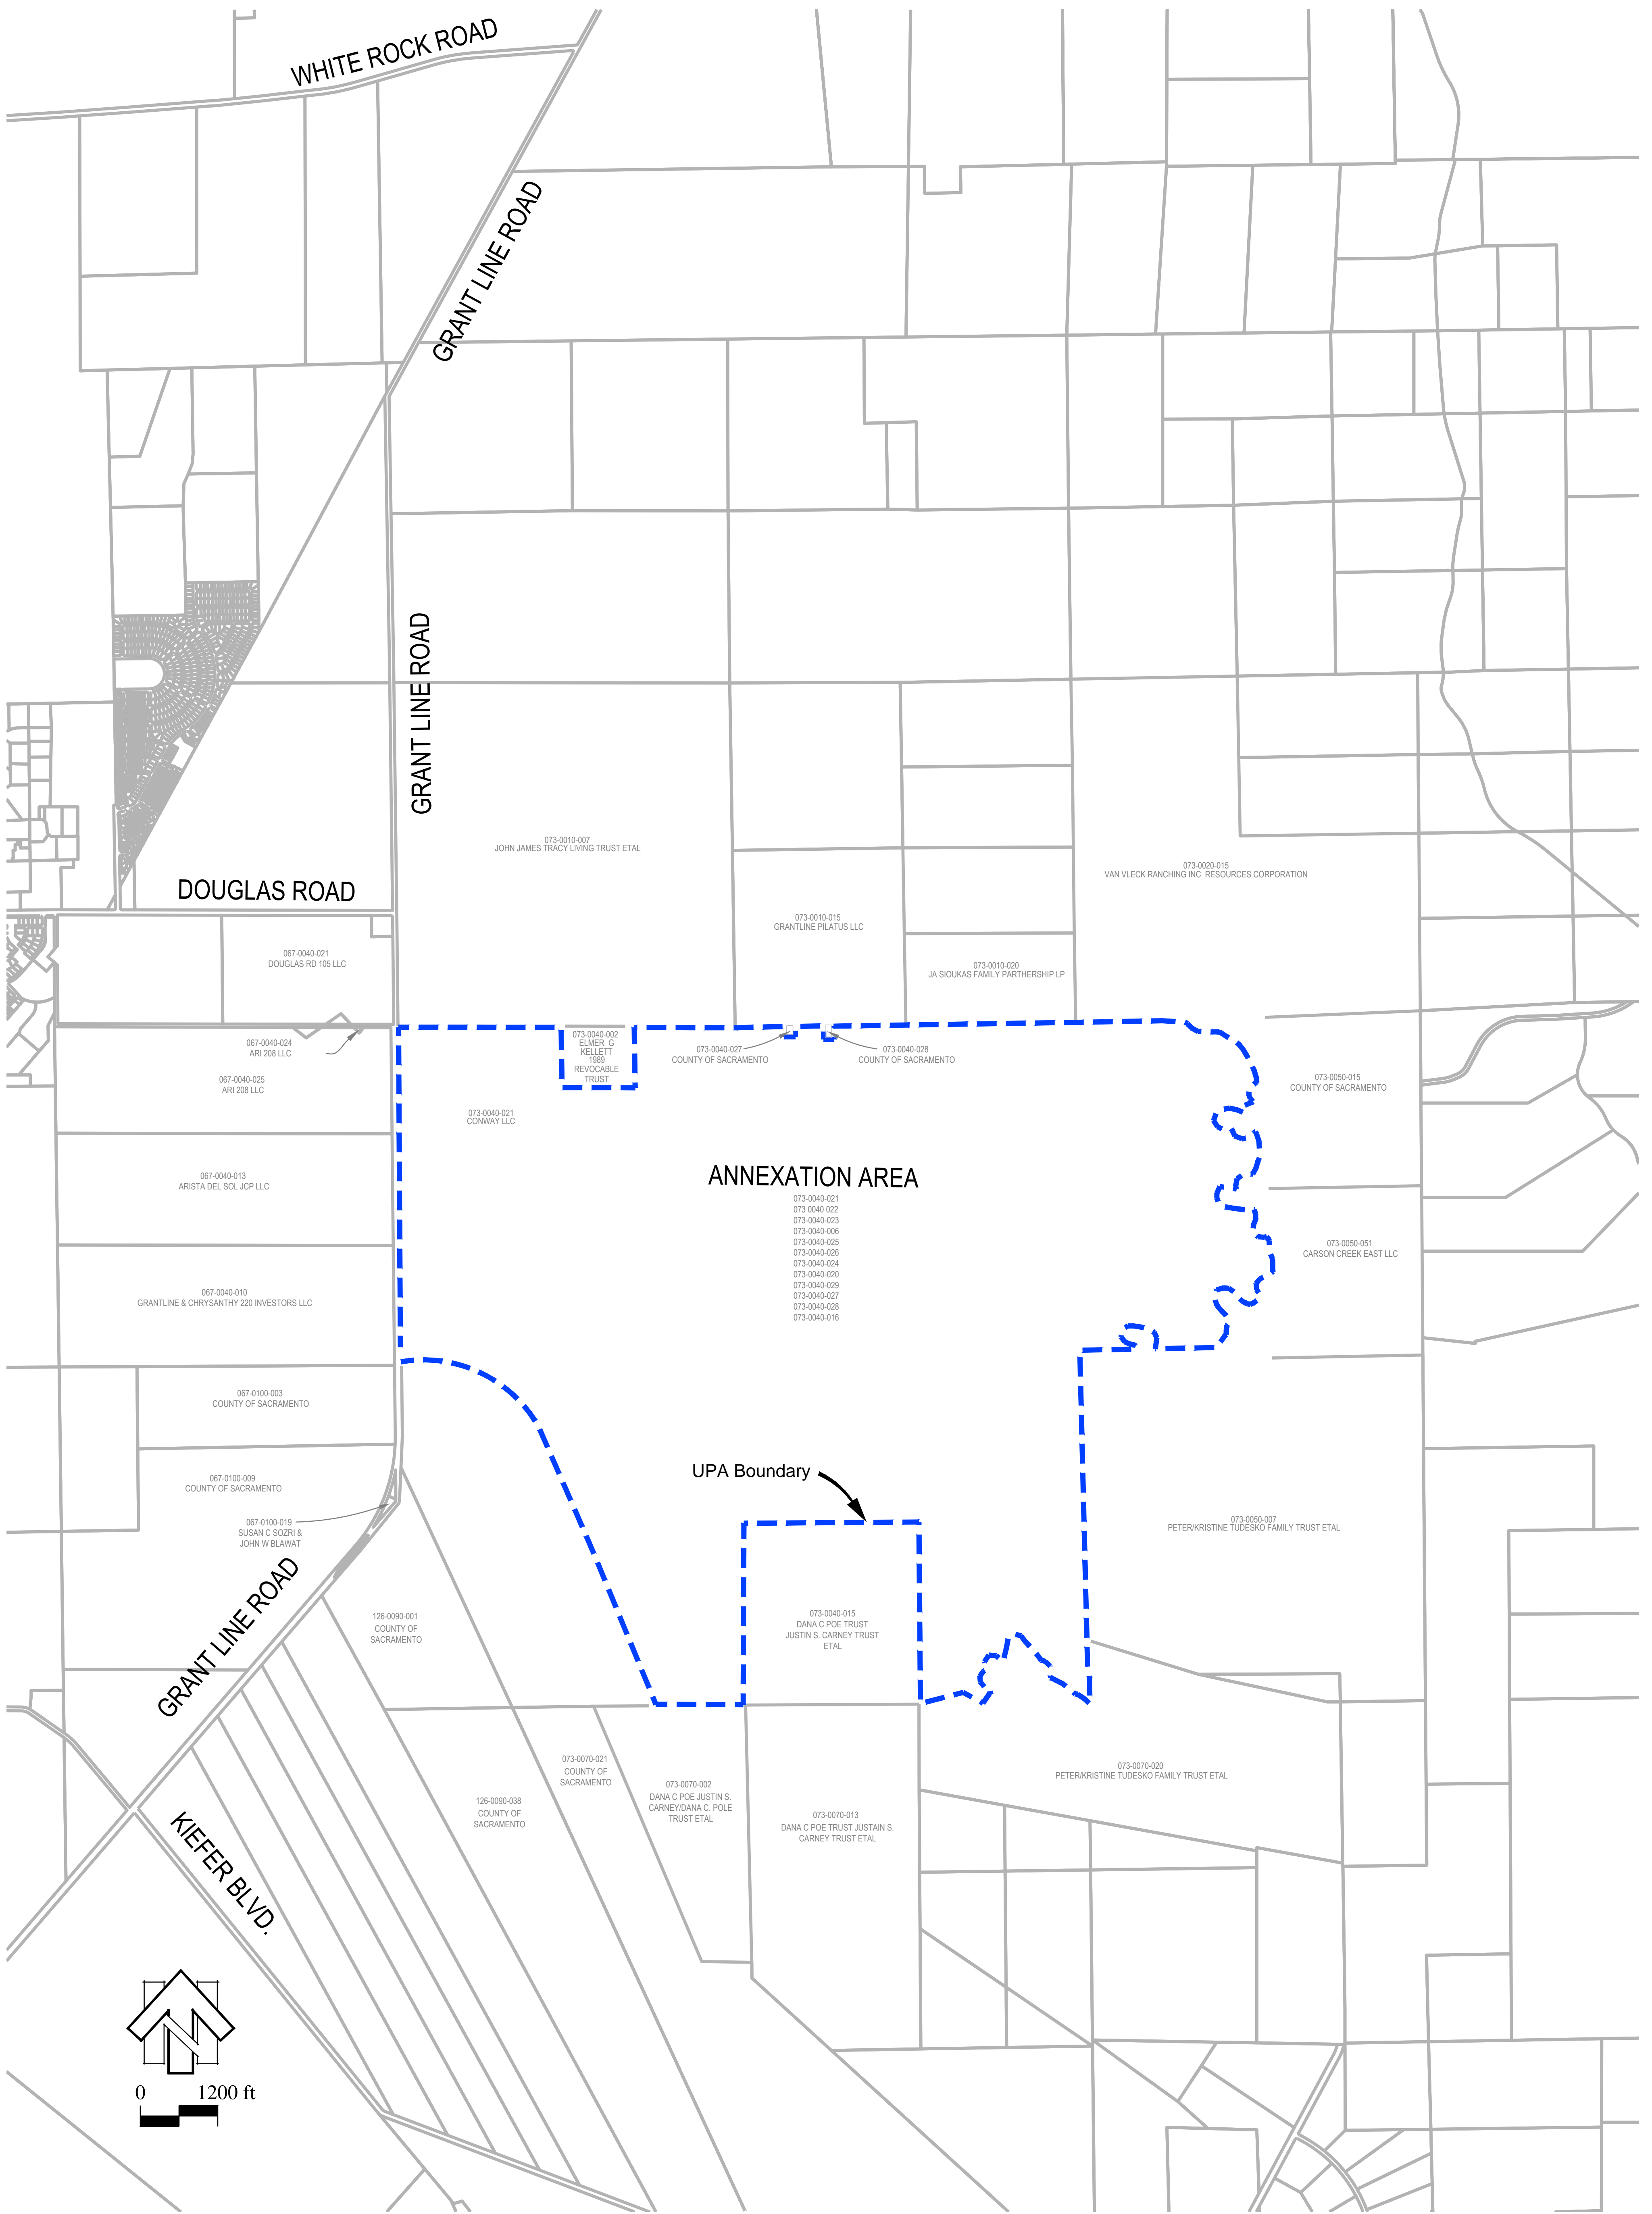 WHITE ROCK ROAD
GRANT LINE ROAD
GRANT LINE ROAD
073-0010-007
JOHN JAMES TRACY LIVING TRUST ETAL
073-0020-015
VAN VLECK RANCHING INC RESOURCES CORPORATION
DOUGLAS ROAD
073-0010-015
GRANTLINE PILATUS LLC
067-0040-021
DOUGLAS RD 105 LLC
073-0010-020
JA SIOUKAS FAMILY PARTHERSHIP LP
067-0040-024
ARI 208 LLC
073-0040-002
ELMER G
KELLETT
1989
REVOCABLE
TRUST
073-0040-027
COUNTY OF SACRAMENTO
073-0040-028
COUNTY OF SACRAMENTO
067-0040-025
ARI 208 LLC
073-0050-015
COUNTY OF SACRAMENTO
073-0040-021
CONWAY LLC
067-0040-013
ARISTA DEL SOL JCP LLC
ANNEXATION AREA
073-0040-021
073 0040 022
073-0040-023
073-0040-006
073-0040-025
073-0040-026
073-0040-024
073-0040-020
073-0040-029
073-0040-027
073-0040-028
073-0040-016
073-0050-051
CARSON CREEK EAST LLC
067-0040-010
GRANTLINE & CHRYSANTHY 220 INVESTORS LLC
067-0100-003
COUNTY OF SACRAMENTO
067-0100-009
COUNTY OF SACRAMENTO
UPA Boundary
067-0100-019
SUSAN C SOZRI &
JOHN W BLAWAT
073-0050-007
PETER/KRISTINE TUDESKO FAMILY TRUST ETAL
GRANT LINE ROAD
126-0090-001
COUNTY OF
SACRAMENTO
073-0040-015
DANA C POE TRUST
JUSTIN S. CARNEY TRUST
ETAL
073-0070-021
COUNTY OF
SACRAMENTO
073-0070-002
DANA C POE JUSTIN S.
CARNEY/DANA C. POLE
TRUST ETAL
073-0070-020
PETER/KRISTINE TUDESKO FAMILY TRUST ETAL
126-0090-038
COUNTY OF
SACRAMENTO
073-0070-013
DANA C POE TRUST JUSTAIN S.
CARNEY TRUST ETAL
KIEFER BLVD.
N
0 1200 ft